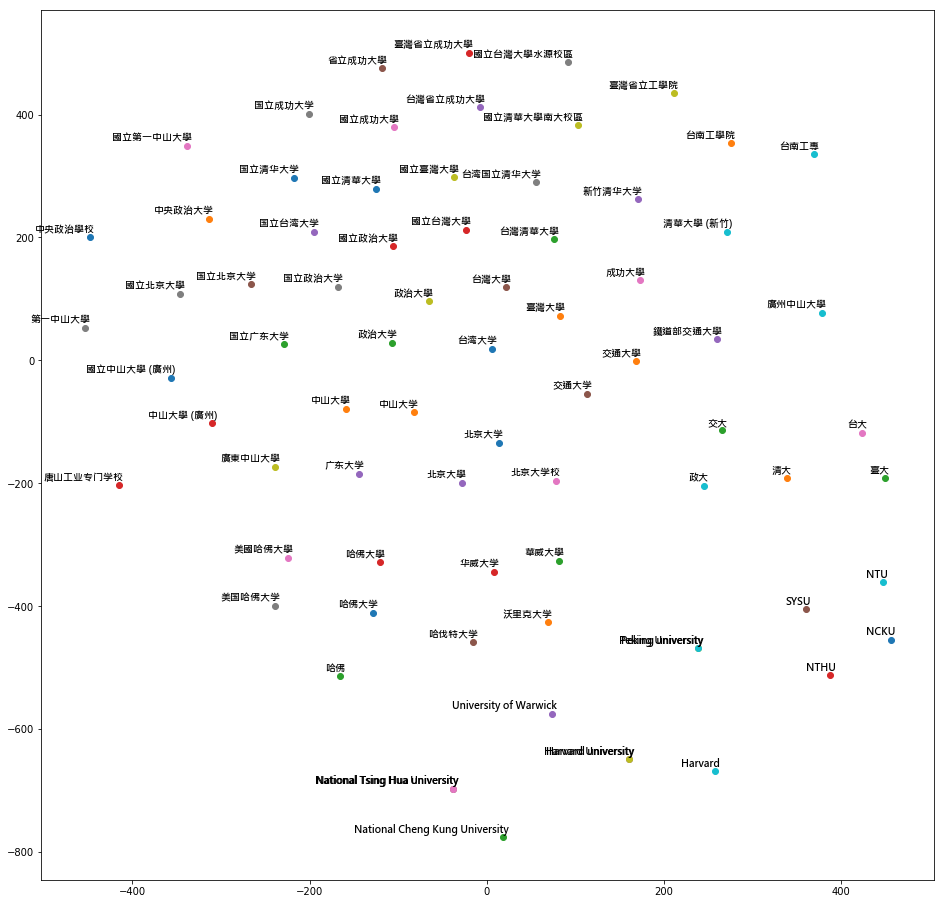 臺灣省立成功大學
國立台灣大學水源校區
省立成功大學
臺灣省立工學院
台灣省立成功大學
国立成功大学
400
國立成功大學
國立清華大學南大校區
國立第一中山大學
台南工學院
台南工專
国立清华大学
國立臺灣大學
台湾国立清华大学
國立清華大學
新竹清华大学
中央政治大学
国立台湾大学
國立台灣大學
清華大學 (新竹)
中央政治學校
200
國立政治大學
台灣清華大學
国立北京大学
国立政治大学
台灣大學
成功大學
國立北京大學
政治大學
臺灣大學
廣州中山大學
第一中山大學
国立广东大学
政治大学
台湾大学
鐵道部交通大學
0
交通大學
國立中山大學 (廣州)
交通大学
中山大學
中山大学
中山大學 (廣州)
交大
台大
北京大学
廣東中山大學
广东大学
唐山工业专门学校
北京大學
北京大学校
政大
清大
臺大
-200
美國哈佛大學
哈佛大學
华威大学
華威大學
NTU
美国哈佛大学
哈佛大学
沃里克大学
SYSU
-400
哈伐特大学
Peking University
NCKU
哈佛
NTHU
University of Warwick
-600
Harvard University
Harvard
National Tsing Hua University
National Cheng Kung University
-800
-400
-200
0
200
400